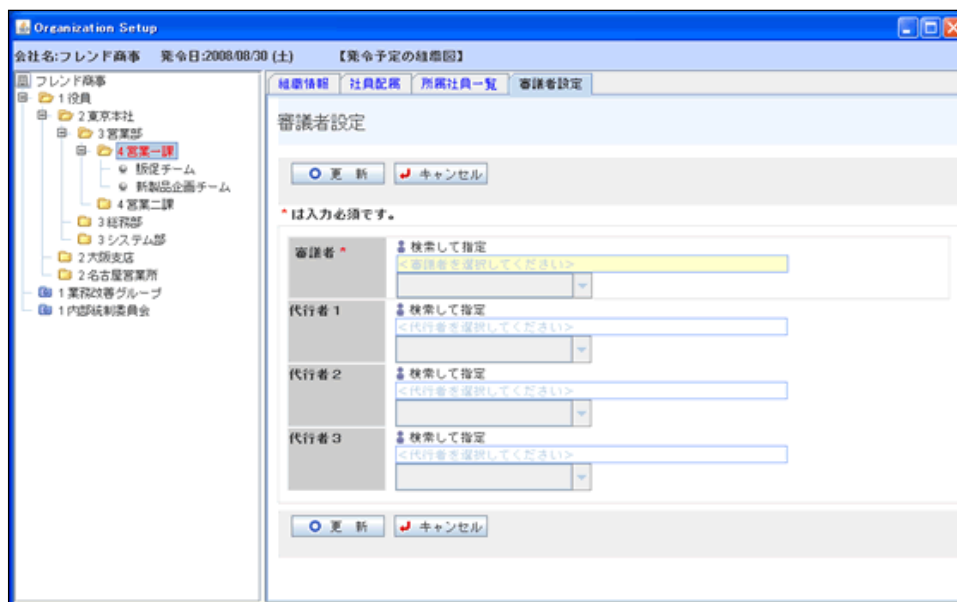 Organization Setup
会社名:フレンド商事 発令日:2008/08/30 (土) 【発令予定の組織図】
フレンド商事
1 役員
2 東京本社
3 営業部
4 営業一課
販促チーム
新製品企画チーム
4 営業二課
3 総務部
3 システム部
2 大阪支店
2 名古屋営業所
1 業務改善グループ
1 内部統制委員会
組織情報 社員配属 所属社員一覧 審議者設定
審議者設定
更 新 キャンセル
*は入力必須です。
審議者 * 検索して指定
<審議者を選択してください>
代行者 1 検索して指定
<代行者を選択してください>
代行者 2 検索して指定
<代行者を選択してください>
代行者 3 検索して指定
<代行者を選択してください>
更 新 キャンセル